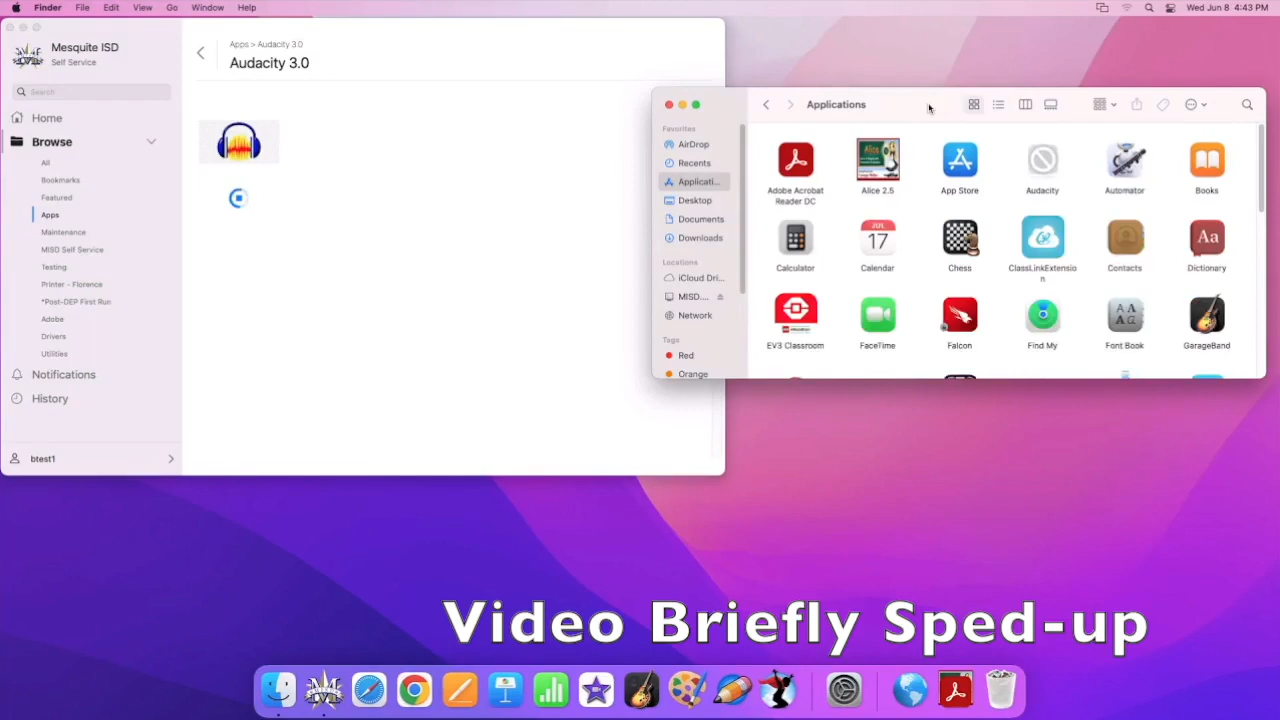 Finder File Edit View Go Window Help
Wed Jun 8 4:43 PM
Mesquite ISD
Self Service
Search
Home
Browse
All
Bookmarks
Featured
Apps
Maintenance
MISD Self Service
Testing
Printer - Florence
*Post-DEP First Run
Adobe
Drivers
Utilities
Notifications
History
btest1
Apps > Audacity 3.0
Audacity 3.0
Applications
Favorites
AirDrop
Recents
Applicati...
Desktop
Documents
Downloads
Locations
iCloud Dri...
MISD....
Network
Tags
Red
Orange
Adobe Acrobat
Reader DC
Alice 2.5
App Store
Audacity
Automator
Books
JUL
17
Aa
Calculator
Calendar
Chess
ClassLinkExtensio
n
Contacts
Dictionary
EV3 Classroom
FaceTime
Falcon
Find My
Font Book
GarageBand
Video Briefly Sped-up